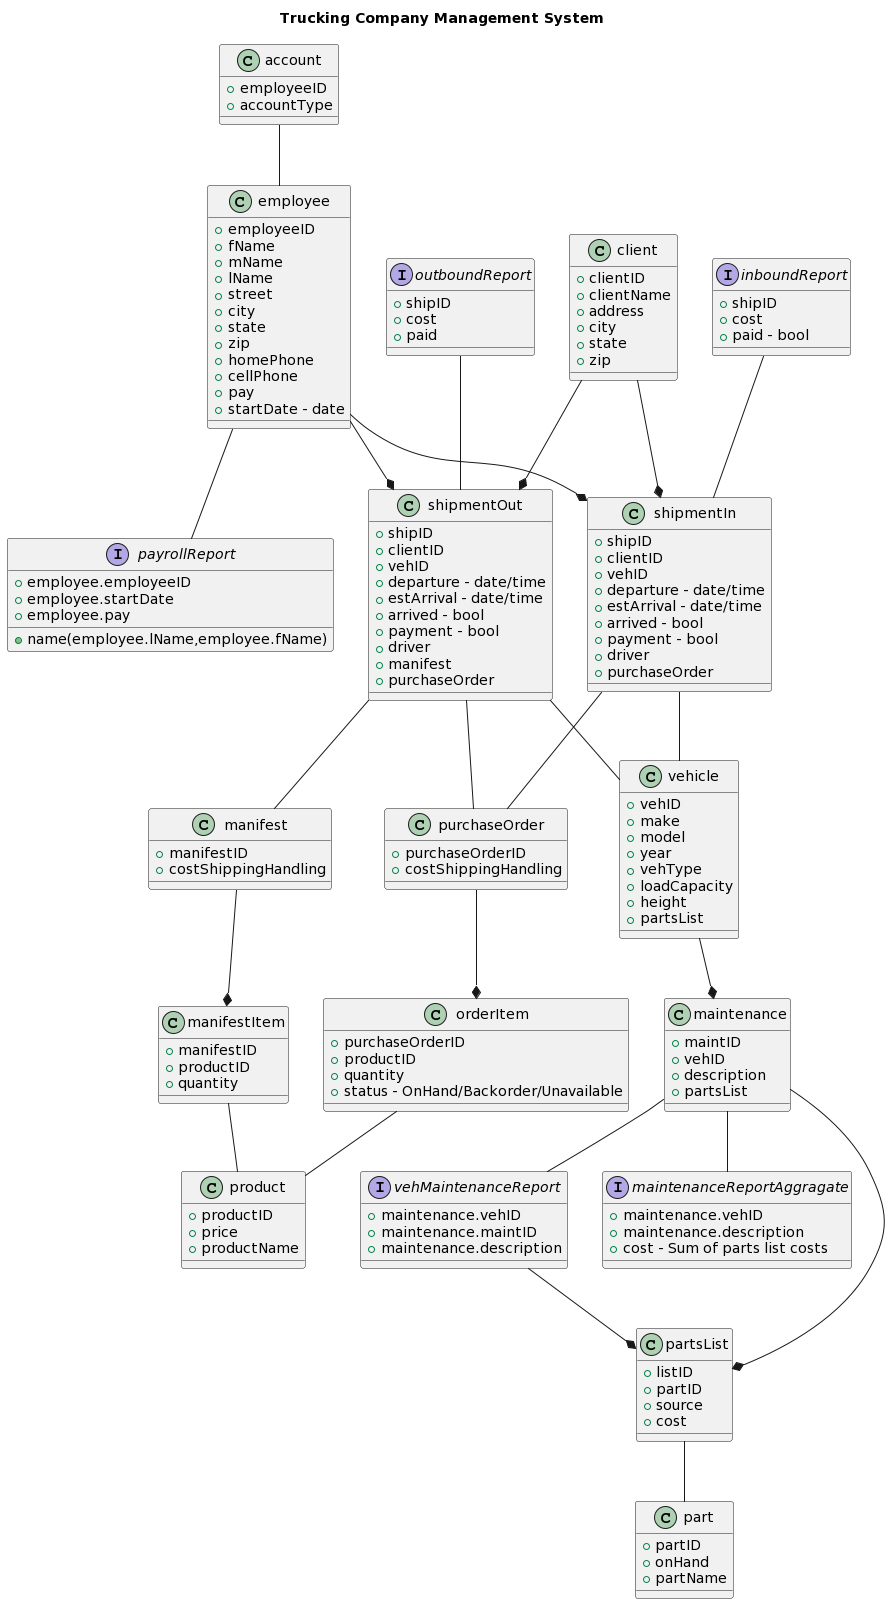 Trucking Company Management System
C account
employeeID
accountType
C employee
employeeID
fName
mName
lName
street
city
state
zip
homePhone
cellPhone
pay
startDate - date
I outboundReport
shipID
cost
paid
C client
clientID
clientName
address
city
state
zip
I inboundReport
shipID
cost
paid - bool
I payrollReport
employee.employeeID
employee.startDate
employee.pay
name(employee.lName,employee.fName)
C shipmentOut
shipID
clientID
vehID
departure - date/time
estArrival - date/time
arrived - bool
payment - bool
driver
manifest
purchaseOrder
C shipmentIn
shipID
clientID
vehID
departure - date/time
estArrival - date/time
arrived - bool
payment - bool
driver
purchaseOrder
C manifest
manifestID
costShippingHandling
C purchaseOrder
purchaseOrderID
costShippingHandling
C vehicle
vehID
make
model
year
vehType
loadCapacity
height
partsList
C manifestItem
manifestID
productID
quantity
C orderItem
purchaseOrderID
productID
quantity
status - OnHand/Backorder/Unavailable
C maintenance
maintID
vehID
description
partsList
C product
productID
price
productName
I vehMaintenanceReport
maintenance.vehID
maintenance.maintID
maintenance.description
I maintenanceReportAggragate
maintenance.vehID
maintenance.description
cost - Sum of parts list costs
C partsList
listID
partID
source
cost
C part
partID
onHand
partName